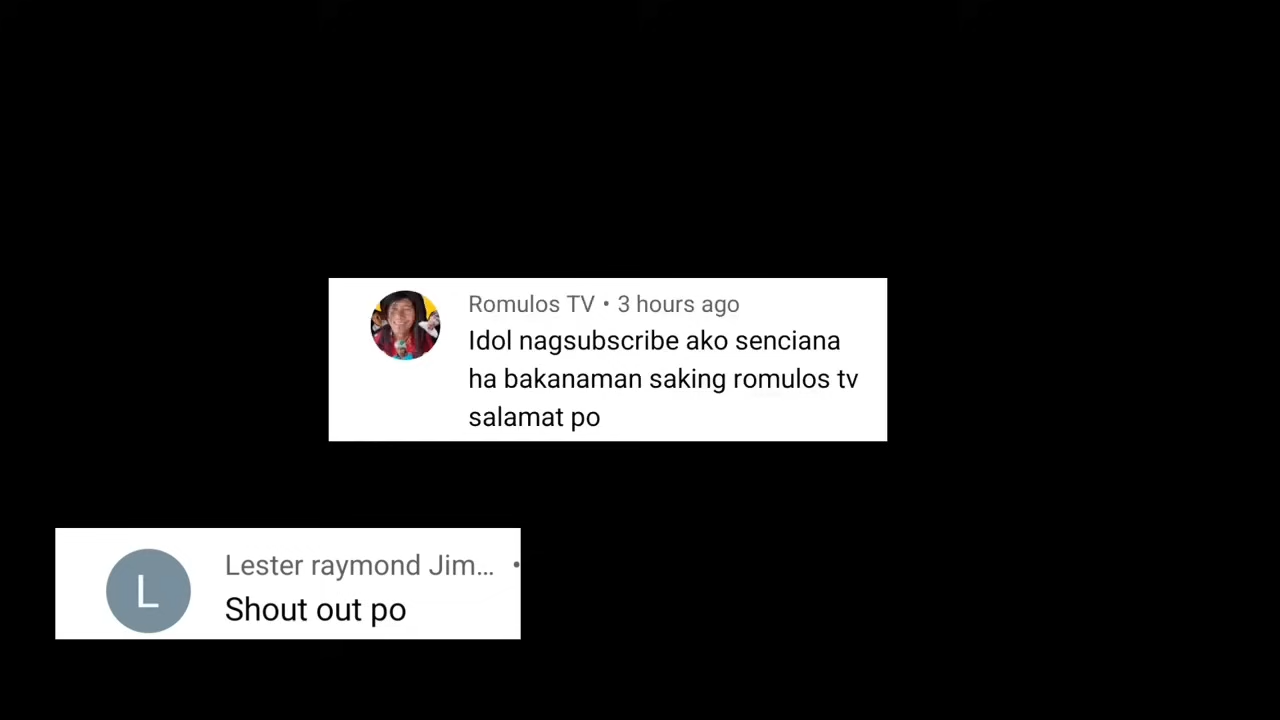 Romulos TV • 3 hours ago
Idol nagsubscribe ako senciana
ha bakanaman saking romulos tv
salamat po
L
Lester raymond Jim... •
Shout out po